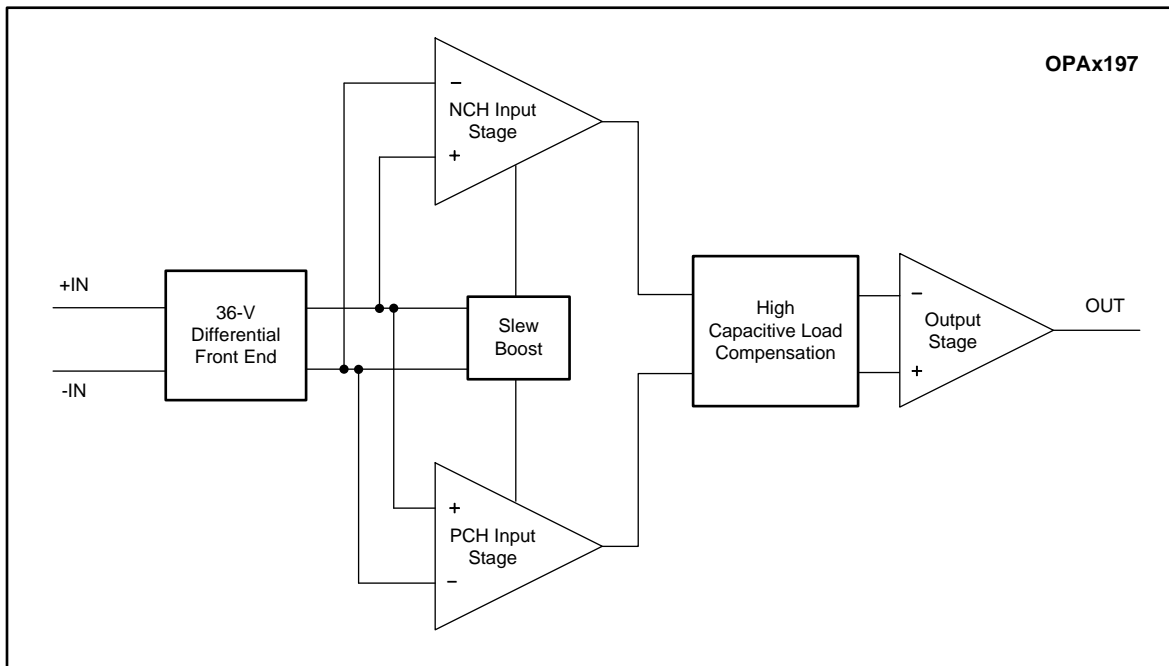 OPAx197
−
NCH Input
Stage
+
+IN
36-V
Differential
Front End
-IN
Slew
Boost
High
Capacitive Load
Compensation
−
Output
Stage
+
OUT
+
PCH Input
Stage
−